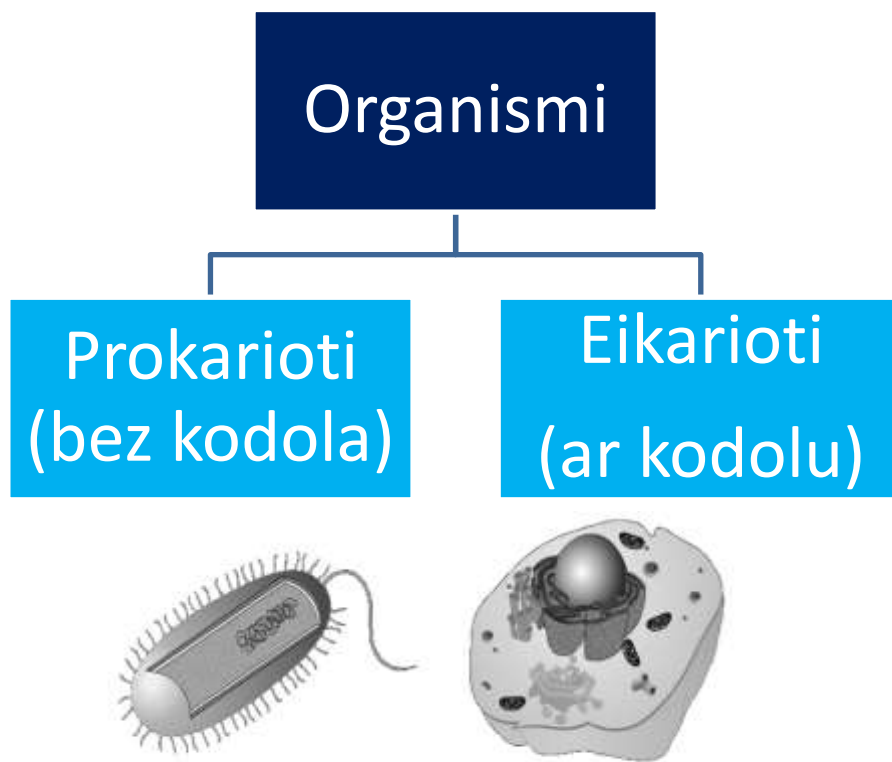 Organismi
Prokarioti
(bez kodola)
Eikarioti
(ar kodolu)